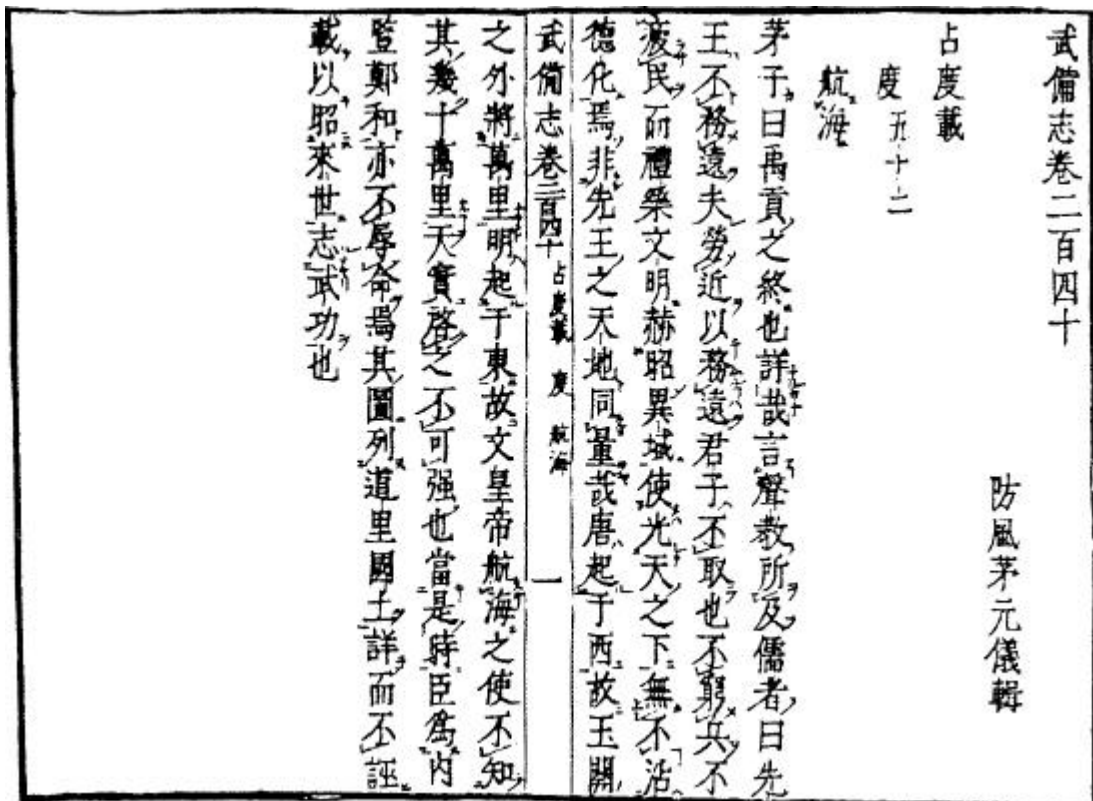 武備志卷二百四十
防風茅元儀輯
占度載
度五十二
航海
茅子曰禹貢之終也詳哉言聲教所及儒者曰先
王不務遠夫勞近以務遠君子不取也不窮兵不
疲民而禮樂文明赫昭異域使光天之下無不沾
德化焉非先王之天地同量哉唐起于西故玉關
武備志卷二百四十 占度載 度 航海 一
之外將萬里明起于東故文皇帝航海之使不知
其幾十萬里天實啓之不可强也當是時臣爲內
豎鄭和亦不辱命焉其圖列道里國土詳而不誣
載以昭來世志武功也